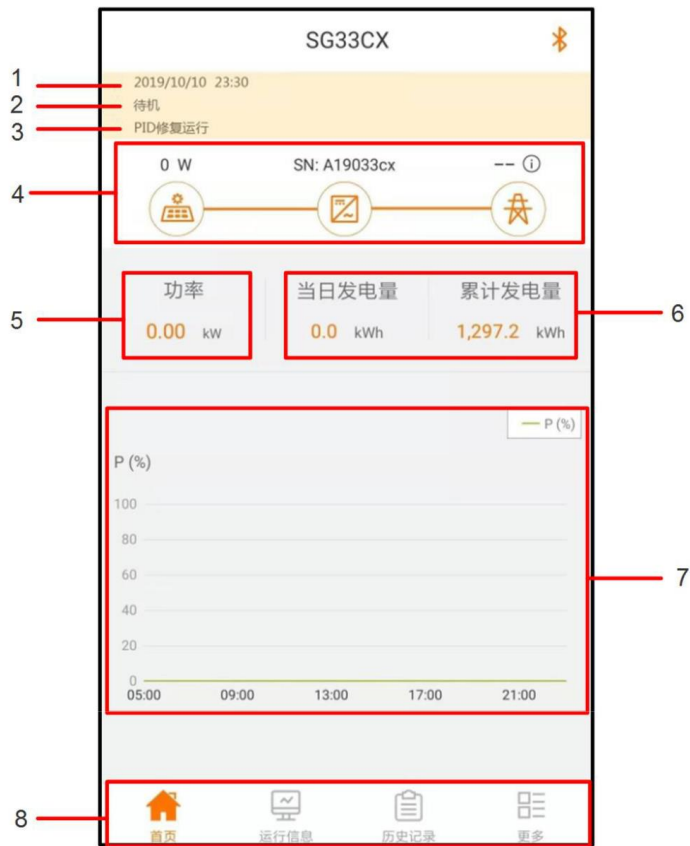 SG33CX
1
2019/10/10 23:30
2
待机
3
PID修复运行
4
0 W
SN: A19033cx
--
5
功率
当日发电量
累计发电量
6
0.00 kW
0.0 kWh
1,297.2 kWh
P (%)
P (%)
100
80
60
7
40
20
0
05:00 09:00 13:00 17:00 21:00
8
首页 运行信息 历史记录 更多